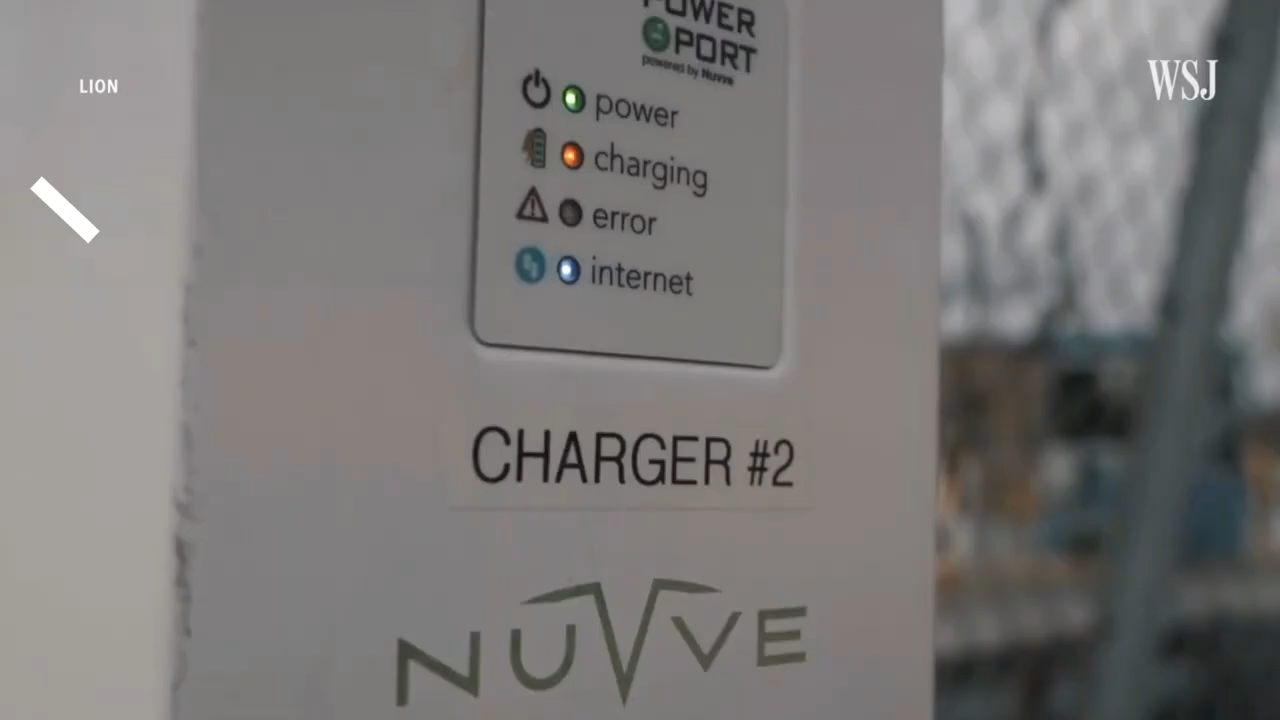 LION
WSJ
POWER
PORT
powered by Nuvve
power
charging
error
internet
CHARGER #2
NUVVE